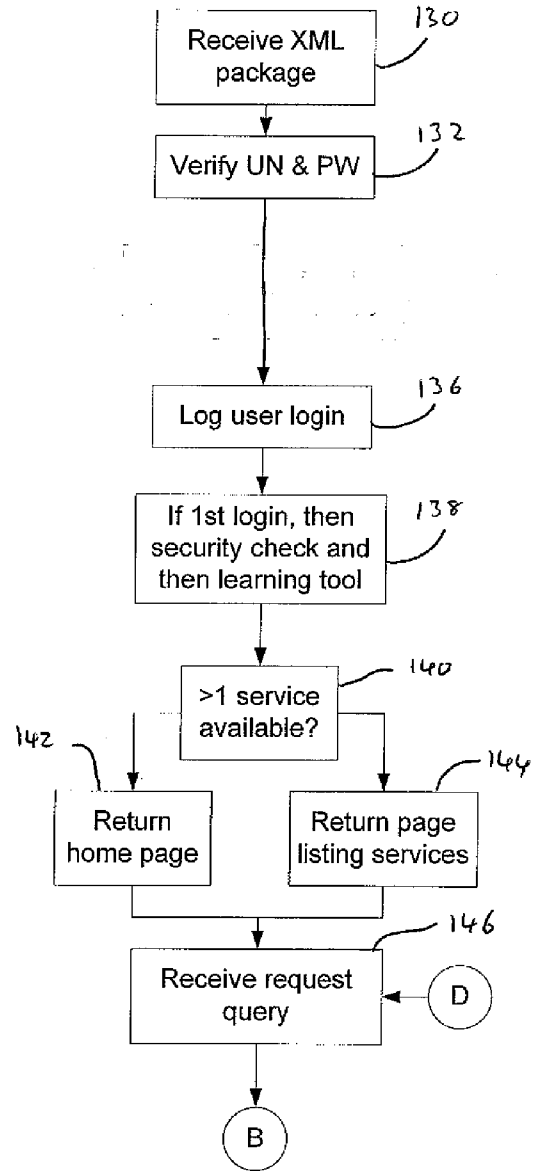 130
Receive XML
package
132
Verify UN & PW
136
Log user login
138
If 1st login, then
security check and
then learning tool
140
>1 service
available?
142
144
Return
home page
Return page
listing services
146
Receive request
query
D
B